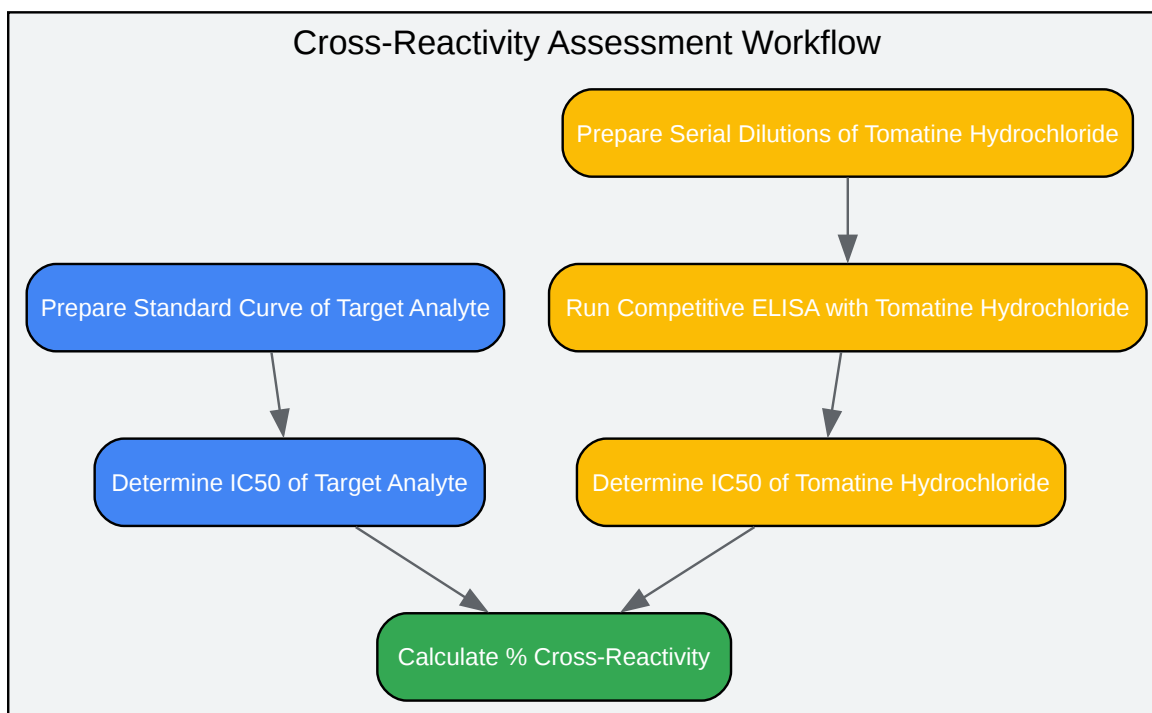 Cross-Reactivity Assessment Workflow
Prepare Serial Dilutions of Tomatine Hydrochloride
Prepare Standard Curve of Target Analyte
Run Competitive ELISA with Tomatine Hydrochloride
Determine IC50 of Target Analyte
Determine IC50 of Tomatine Hydrochloride
Calculate % Cross-Reactivity